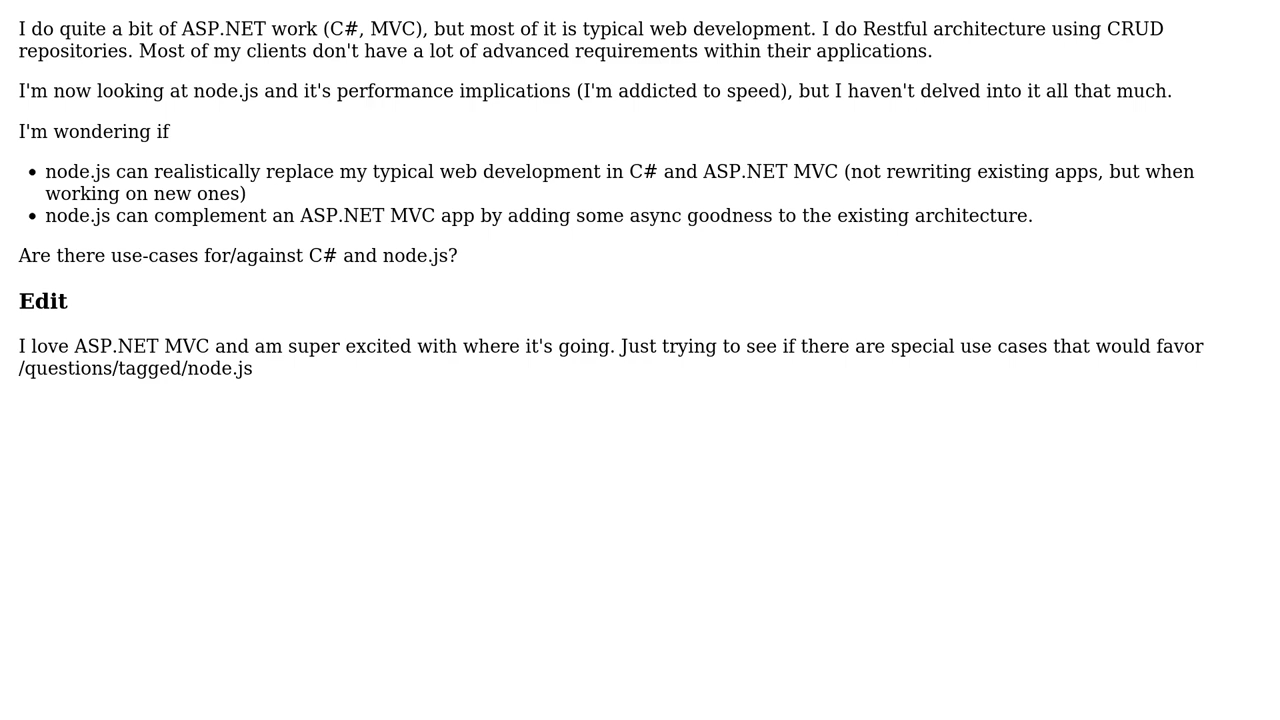 I do quite a bit of ASP.NET work (C#, MVC), but most of it is typical web development. I do Restful architecture using CRUD
repositories. Most of my clients don't have a lot of advanced requirements within their applications.
I'm now looking at node.js and it's performance implications (I'm addicted to speed), but I haven't delved into it all that much.
I'm wondering if
• node.js can realistically replace my typical web development in C# and ASP.NET MVC (not rewriting existing apps, but when
working on new ones)
• node.js can complement an ASP.NET MVC app by adding some async goodness to the existing architecture.
Are there use-cases for/against C# and node.js?
Edit
I love ASP.NET MVC and am super excited with where it's going. Just trying to see if there are special use cases that would favor
/questions/tagged/node.js